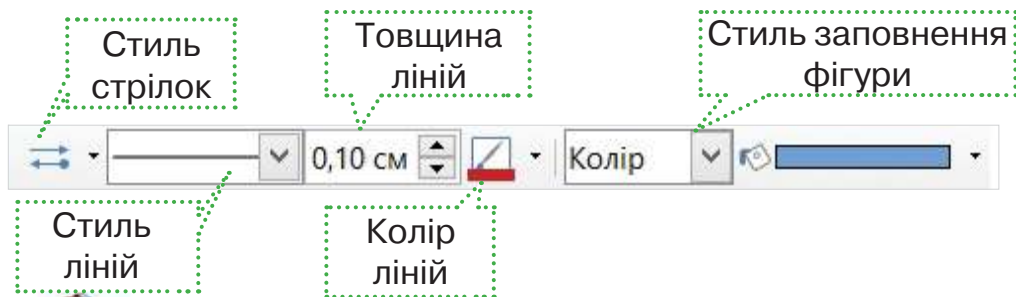 Стиль
стрілок
Товщина
ліній
Стиль заповнення
фігури
0,10 см
Колір
Стиль
ліній
Колір
ліній